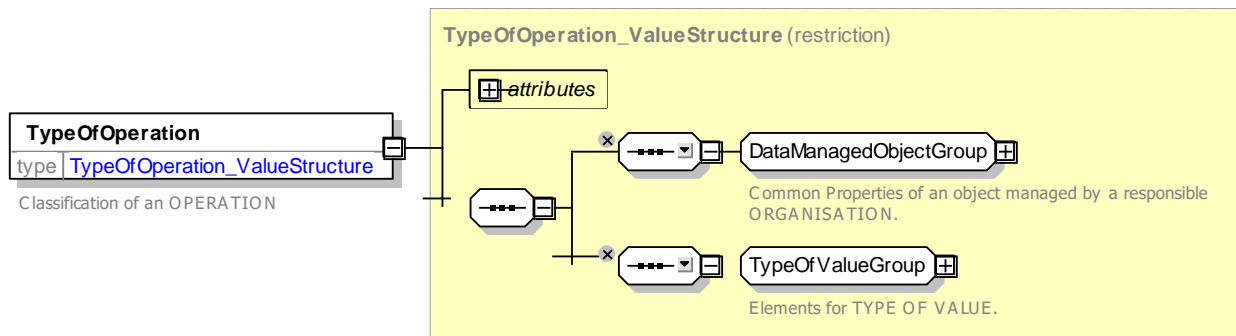 TypeOfOperation_ValueStructure (restriction)
attributes
TypeOfOperation
type TypeOfOperation_ValueStructure
Classification of an OPERATION
DataManagedObjectGroup
Common Properties of an object managed by a responsible
ORGANISATION.
TypeOfValueGroup
Elements for TYPE OF VALUE.